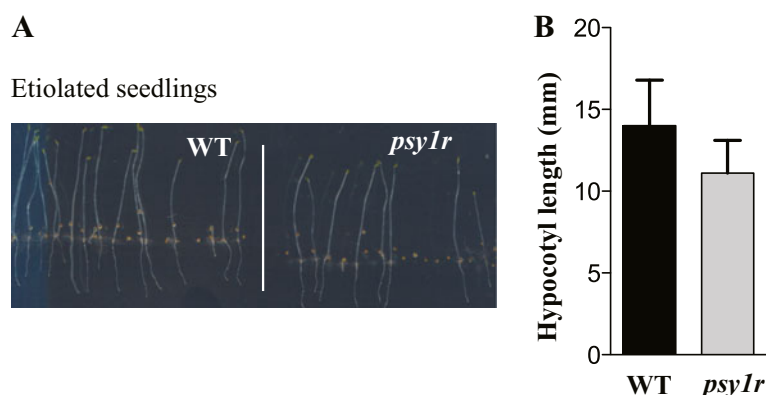 A
Etiolated seedlings
WT
psy1r
B
Hypocotyl length (mm)
20
15
10
5
0
WT
psy1r